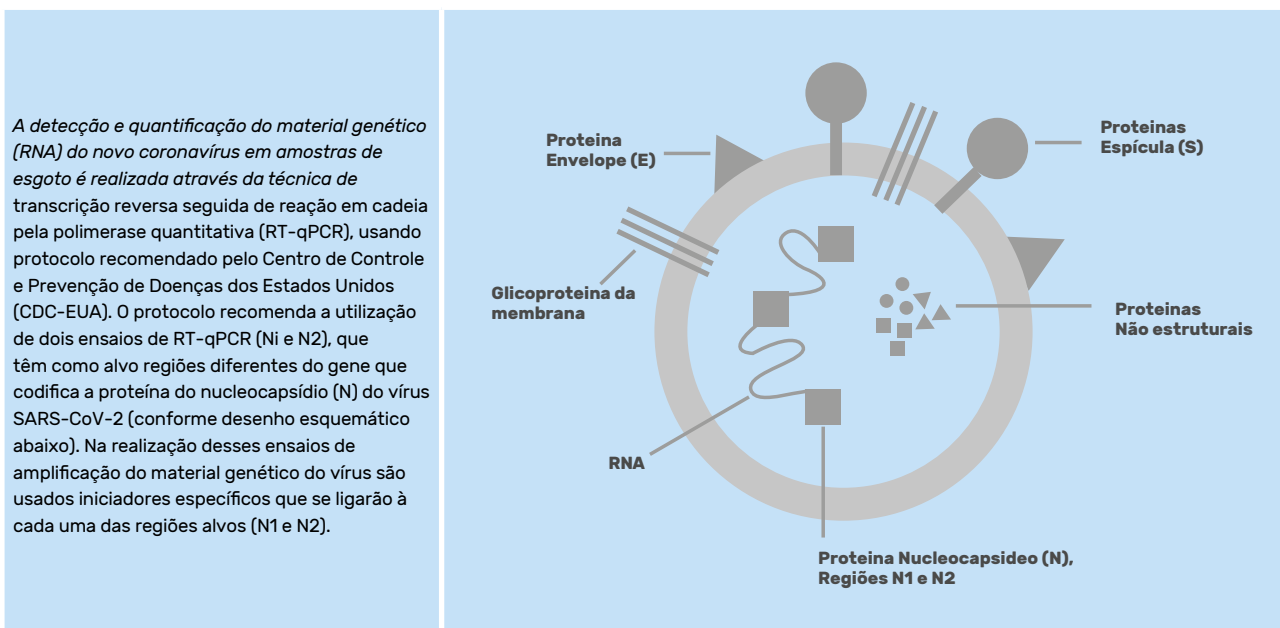 A detecção e quantificação do material genético
(RNA) do novo coronavírus em amostras de
esgoto é realizada através da técnica de
transcrição reversa seguida de reação em cadeia
pela polimerase quantitativa (RT-qPCR), usando
protocolo recomendado pelo Centro de Controle
e Prevenção de Doenças dos Estados Unidos
(CDC-EUA). O protocolo recomenda a utilização
de dois ensaios de RT-qPCR (Ni e N2), que
têm como alvo regiões diferentes do gene que
codifica a proteína do nucleocapsídio (N) do vírus
SARS-CoV-2 (conforme desenho esquemático
abaixo). Na realização desses ensaios de
amplificação do material genético do vírus são
usados iniciadores específicos que se ligarão à
cada uma das regiões alvos (N1 e N2).
Proteina
Envelope (E)
Proteinas
Espícula (S)
Glicoproteina da
membrana
Proteinas
Não estruturais
RNA
Proteina Nucleocapsideo (N),
Regiões N1 e N2